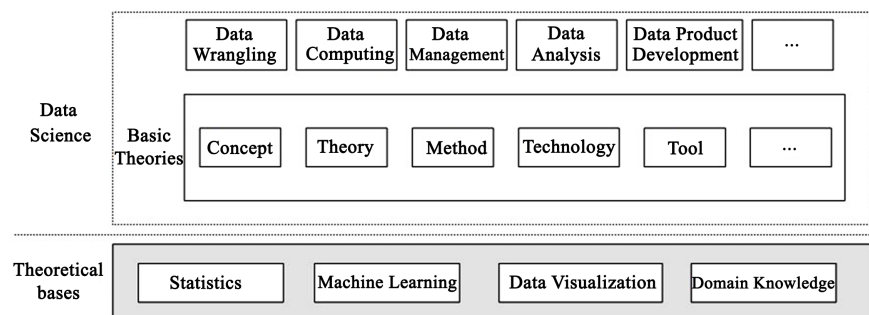 Data Wrangling
Data Computing
Data Management
Data Analysis
Data Product Development
...
Data Science
Basic Theories
Concept
Theory
Method
Technology
Tool
...
Theoretical bases
Statistics
Machine Learning
Data Visualization
Domain Knowledge